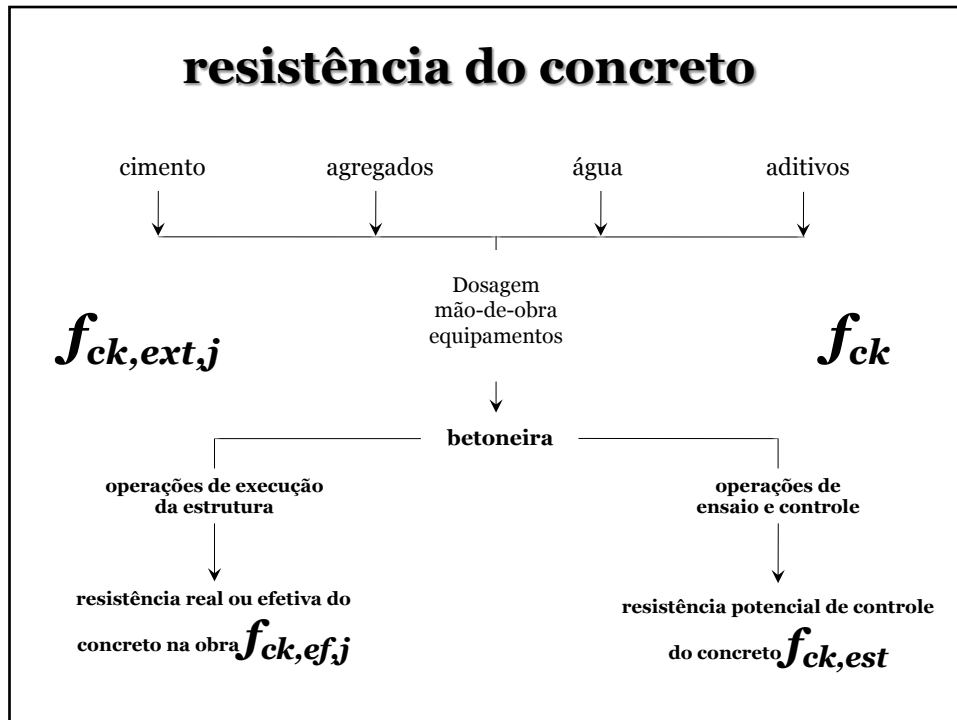 resistência do concreto
cimento agregados água aditivos
Dosagem
mão-de-obra
equipamentos
fck,ext,j
fck
betoneira
operações de execução
da estrutura
operações de
ensaio e controle
resistência real ou efetiva do
concreto na obra fck,ef,j
resistência potencial de controle
do concreto fck,est